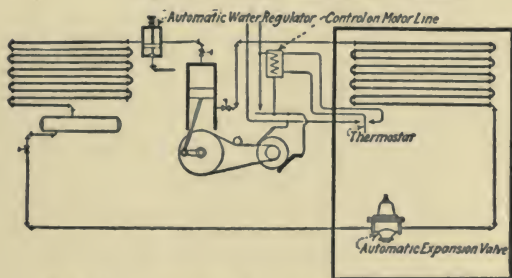 Automatic Water Regulator
Control on Motor Line
Thermostat
Automatic Expansion Valve